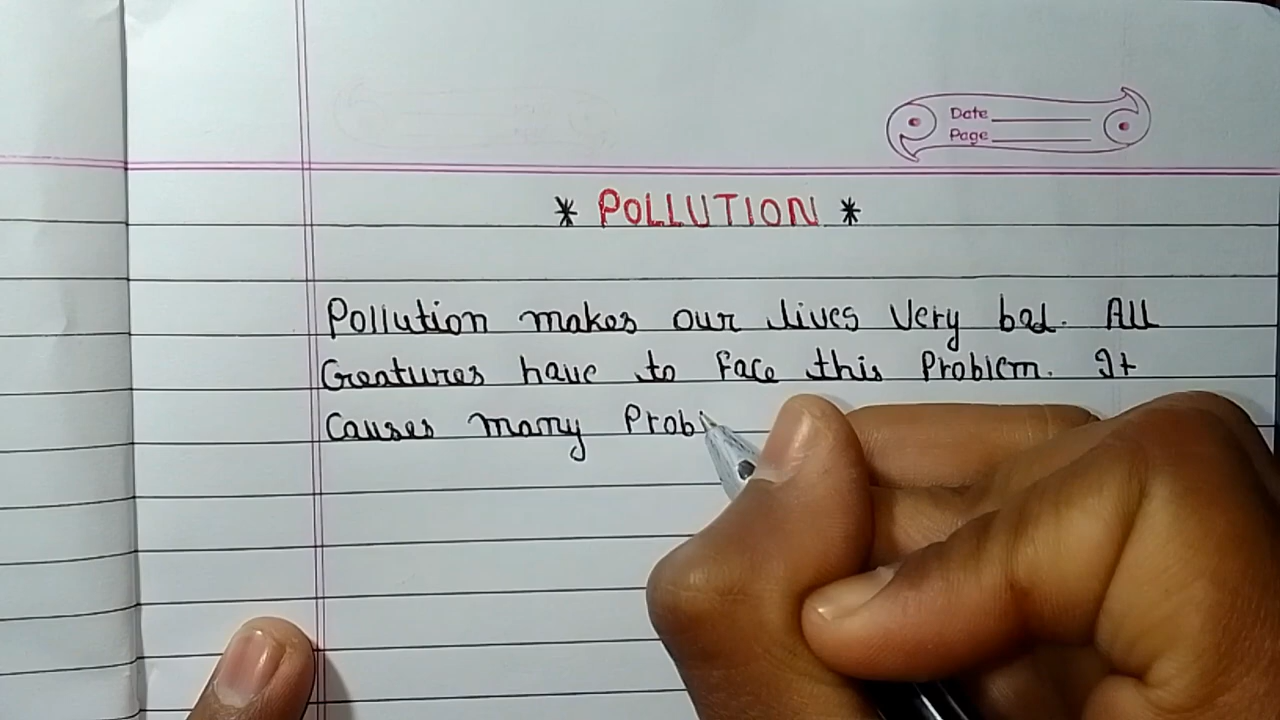 Date
Page
* POLLUTION *
Pollution makes our lives very bad. All
Creatures have to Face this Problem. It
Causes many Prob